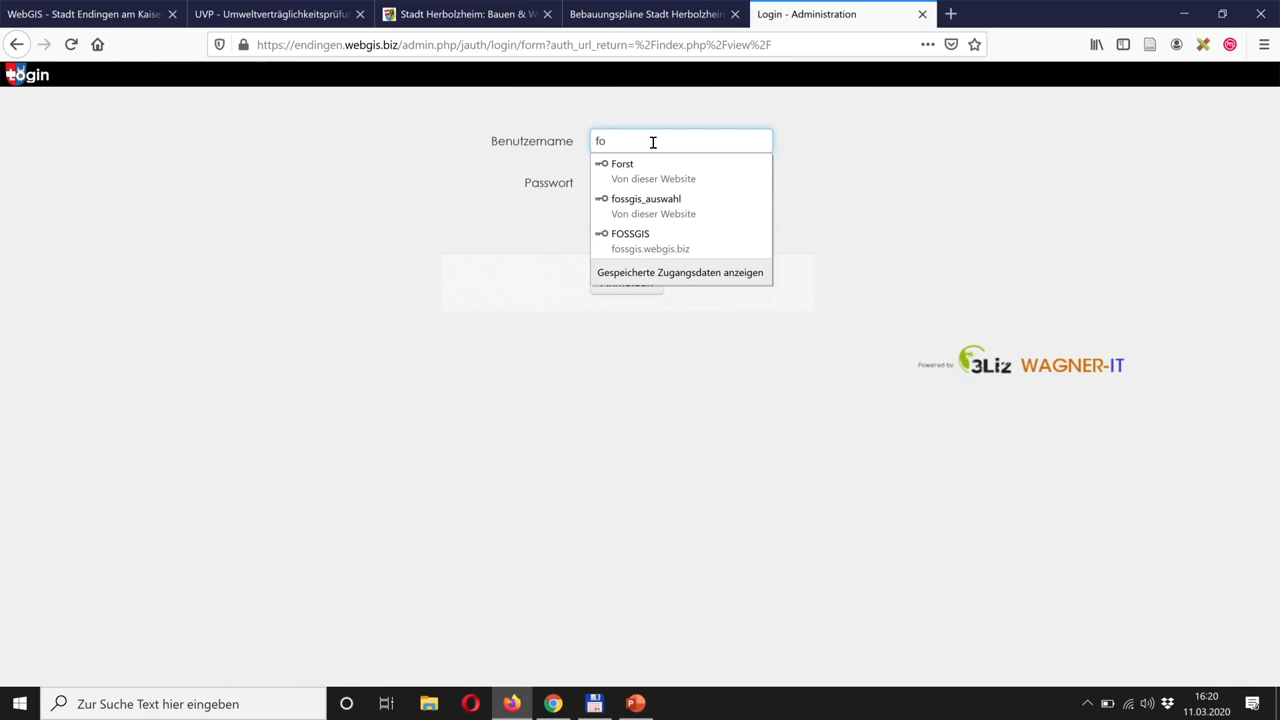 WebGIS - Stadt Endingen am Kaise
UVP - Umweltverträglichkeitsprüfun
Stadt Herbolzheim: Bauen & W
Bebauungspläne Stadt Herbolzheim
Login - Administration
https://endingen.webgis.biz/admin.php/jauth/login/form?auth_url_return=%2Findex.php%2Fview%2F
Login
Benutzername
fo
Forst
Von dieser Website
Passwort
fossgis_auswahl
Von dieser Website
FOSSGIS
fossgis.webgis.biz
Gespeicherte Zugangsdaten anzeigen
Powered by 3Liz WAGNER-IT
Zur Suche Text hier eingeben
16:20
11.03.2020